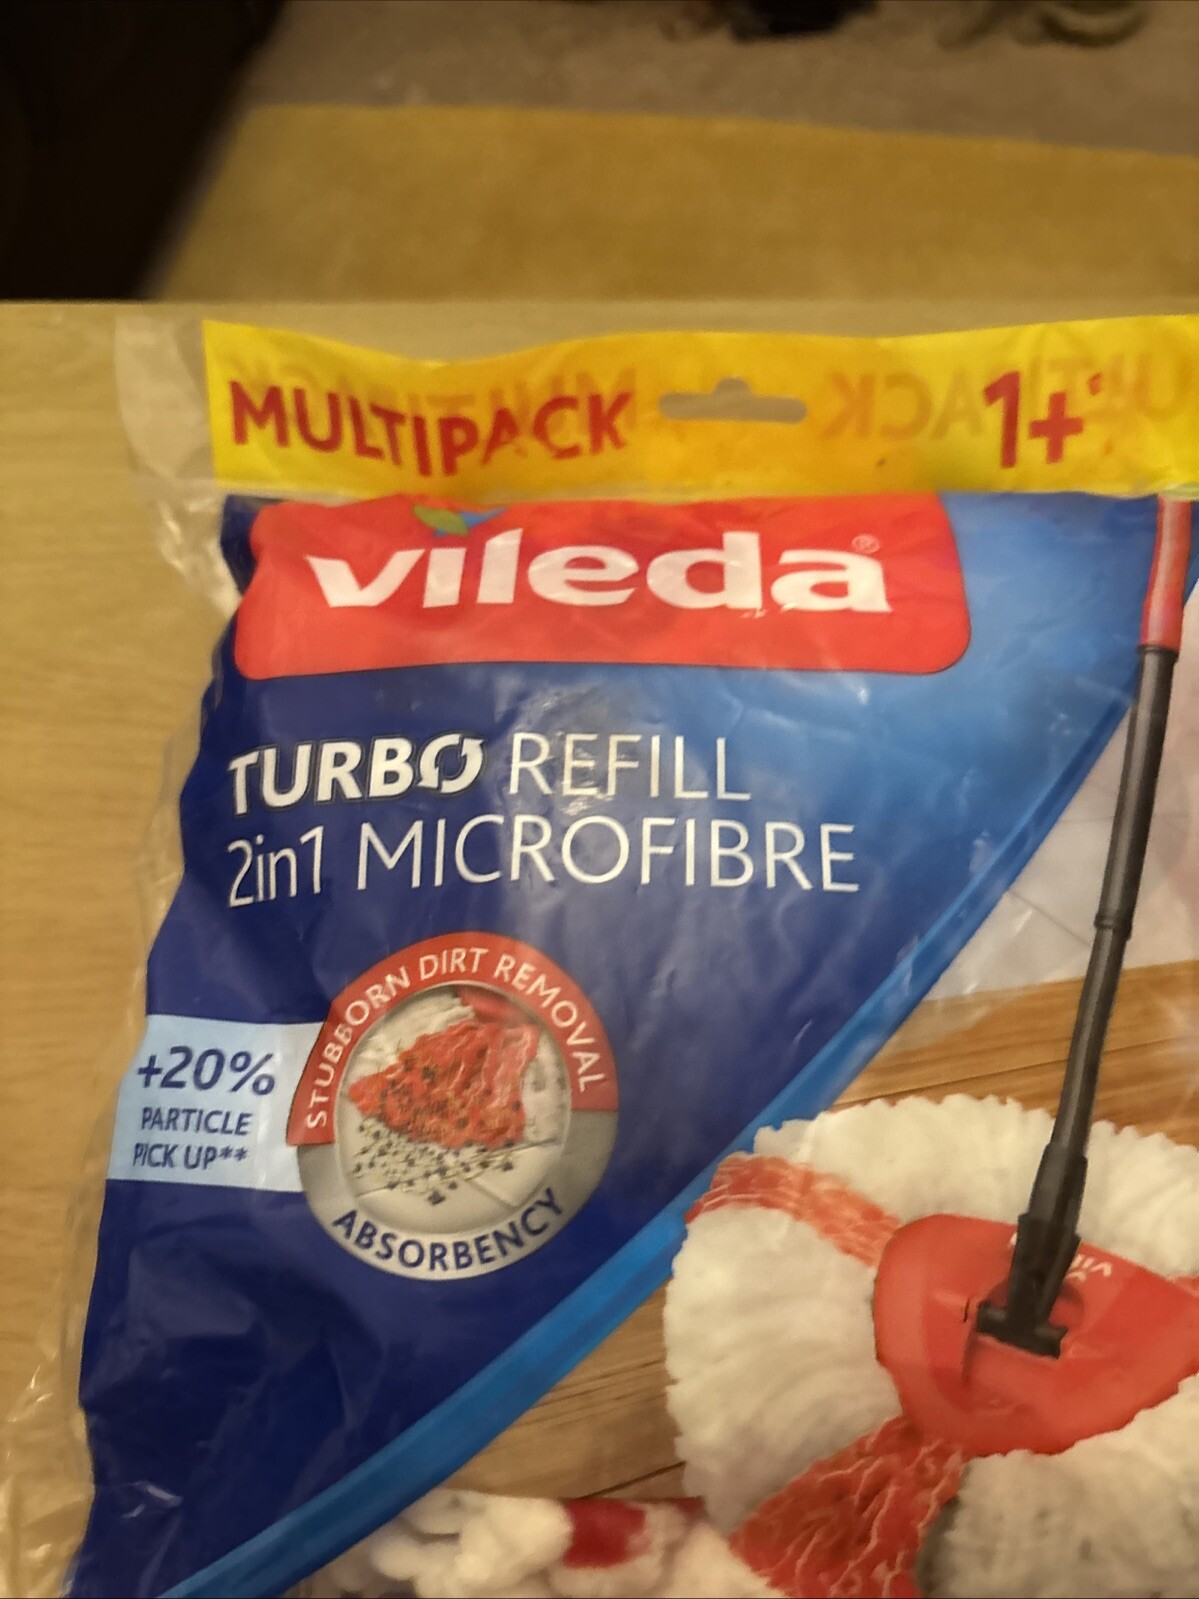 MULTIPACK 1+
vileda®
TURBO REFILL
2in1 MICROFIBRE
STUBBORN DIRT REMOVAL
+20%
PARTICLE
PICK UP**
ABSORBENCY